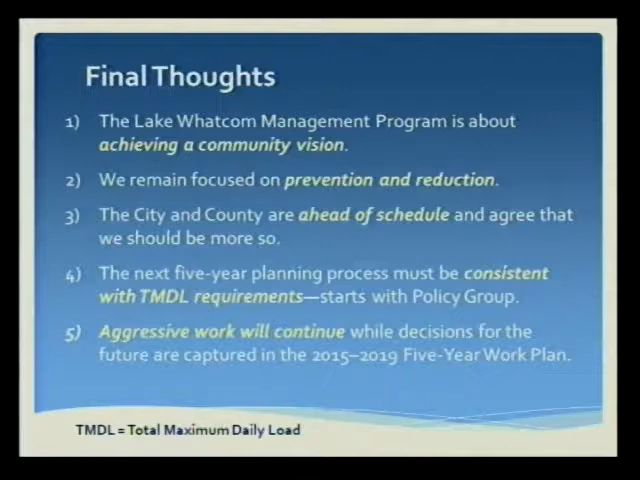 Final Thoughts
1) The Lake Whatcom Management Program is about
achieving a community vision.
2) We remain focused on prevention and reduction.
3) The City and County are ahead of schedule and agree that
we should be more so.
4) The next five-year planning process must be consistent
with TMDL requirements—starts with Policy Group.
5) Aggressive work will continue while decisions for the
future are captured in the 2015–2019 Five-Year Work Plan.
TMDL = Total Maximum Daily Load